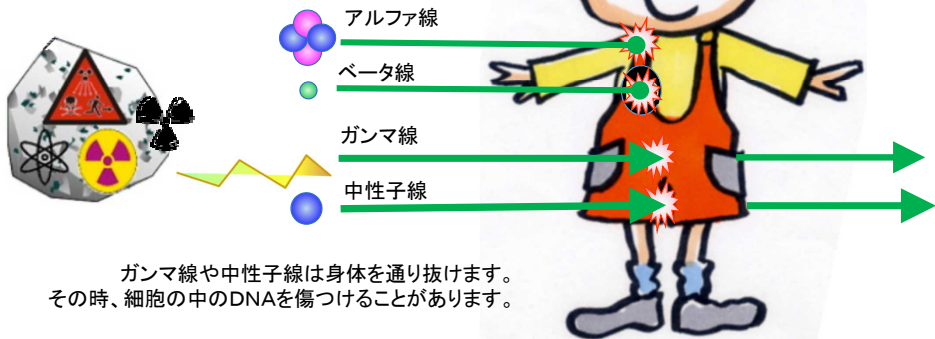 アルファ線
ベータ線
ガンマ線
中性子線
ガンマ線や中性子線は身体を通り抜けます。
その時、細胞の中のDNAを傷つけることがあります。